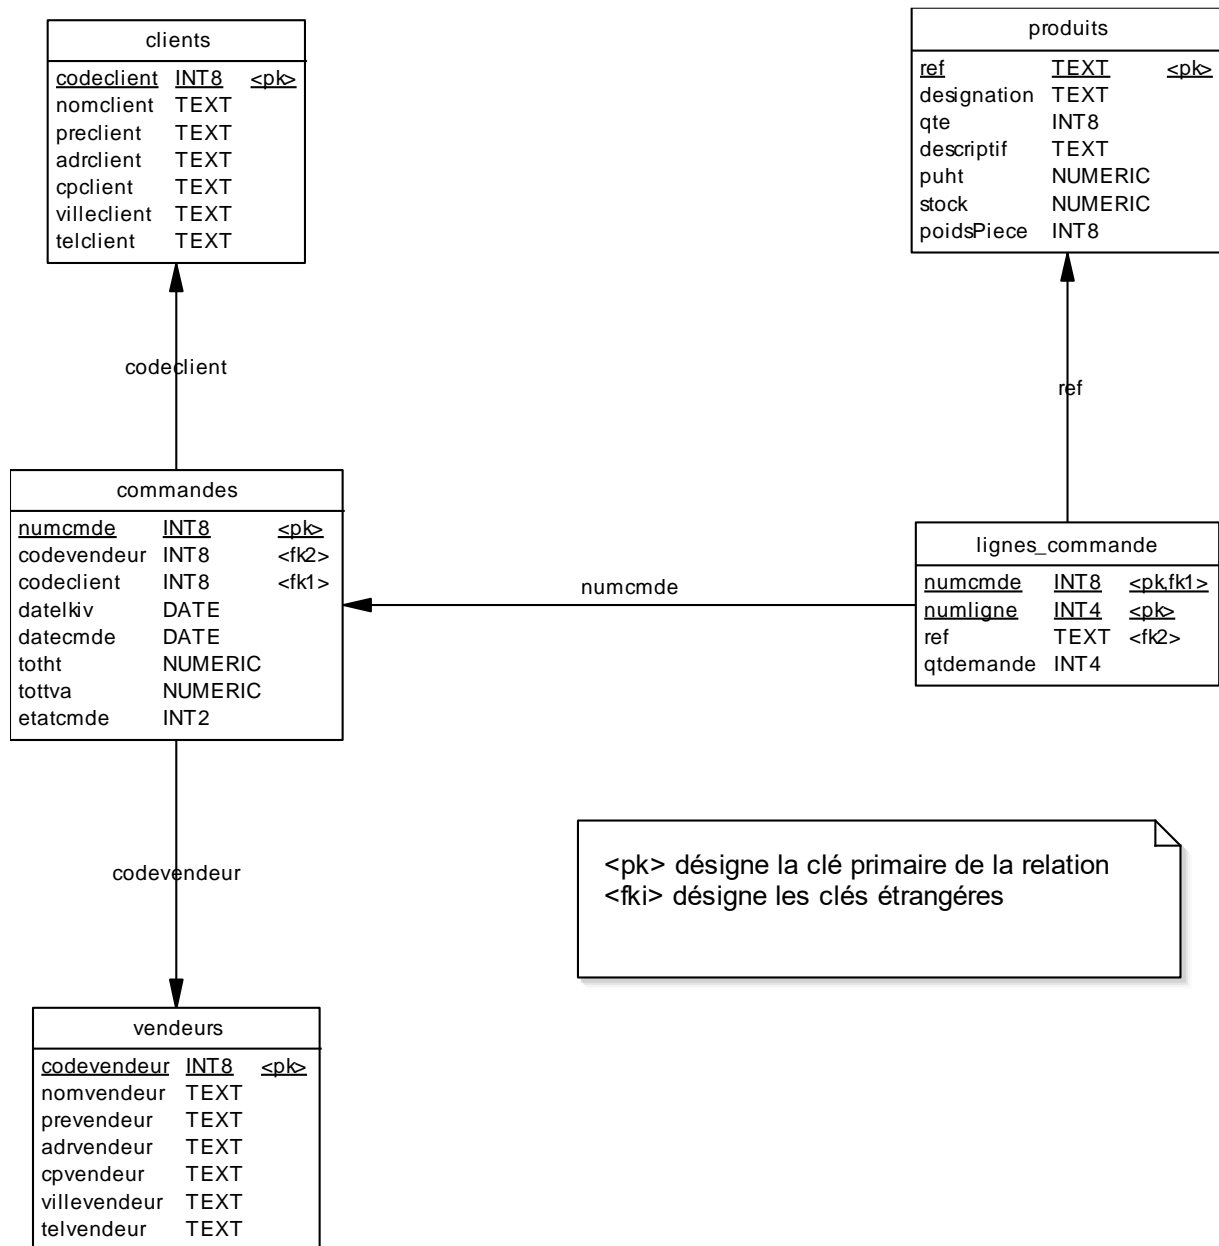 clients
codeclient INT8 <pk>
nomclient TEXT
preclient TEXT
adrclient TEXT
cpclient TEXT
villeclient TEXT
telclient TEXT
produits
ref TEXT <pk>
designation TEXT
qte INT8
descriptif TEXT
puht NUMERIC
stock NUMERIC
poidsPiece INT8
codeclient
ref
commandes
numcmde INT8 <pk>
codevendeur INT8 <fk2>
codeclient INT8 <fk1>
datelkiv DATE
datecmde DATE
totht NUMERIC
tottva NUMERIC
etatcmde INT2
numcmde
lignes_commande
numcmde INT8 <pk,fk1>
numligne INT4 <pk>
ref TEXT <fk2>
qtdemande INT4
codevendeur
<pk> désigne la clé primaire de la relation
<fki> désigne les clés étrangéres
vendeurs
codevendeur INT8 <pk>
nomvendeur TEXT
prevendeur TEXT
adrvendeur TEXT
cpvendeur TEXT
villevendeur TEXT
telvendeur TEXT